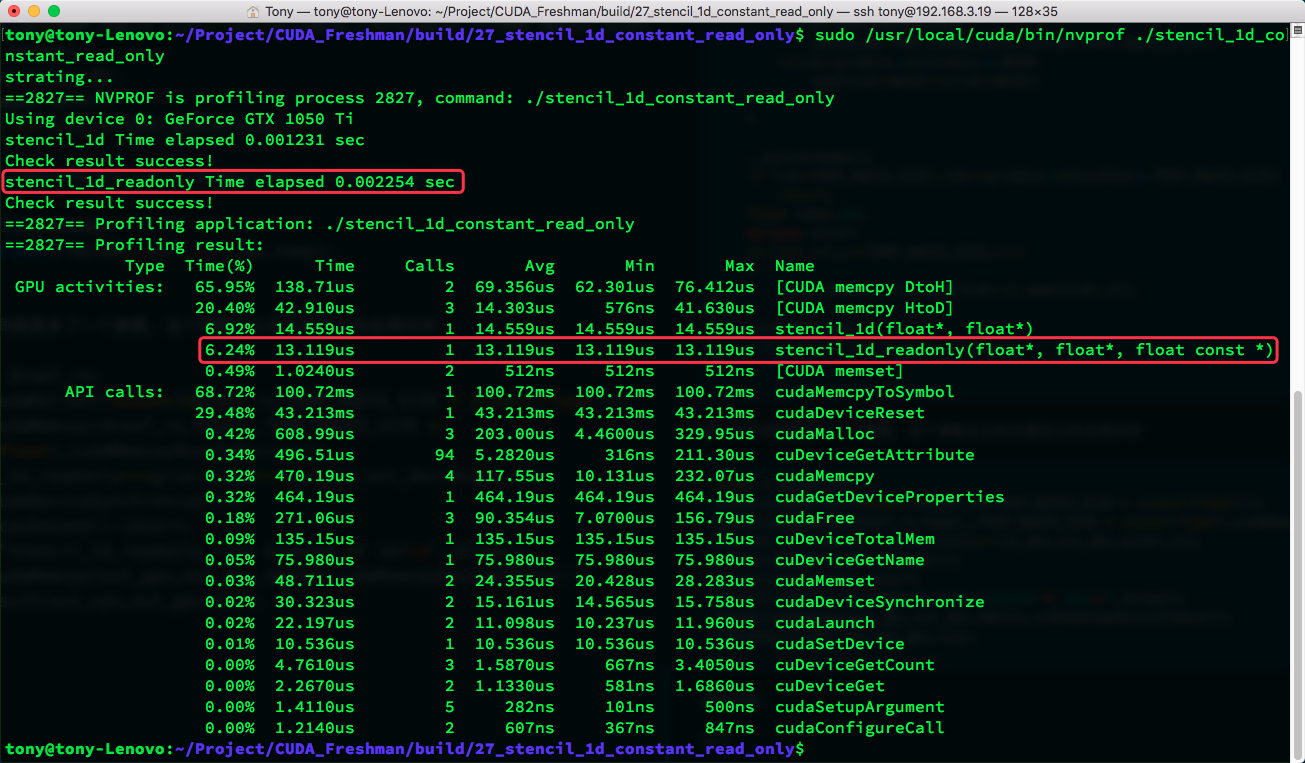 Tony — tony@tony-Lenovo: ~/Project/CUDA_Freshman/build/27_stencil_1d_constant_read_only — ssh tony@192.168.3.19 — 128×35
tony@tony-Lenovo:~/Project/CUDA_Freshman/build/27_stencil_1d_constant_read_only$ sudo /usr/local/cuda/bin/nvprof ./stencil_1d_co
nstant_read_only
strating...
==2827== NVPROF is profiling process 2827, command: ./stencil_1d_constant_read_only
Using device 0: GeForce GTX 1050 Ti
stencil_1d Time elapsed 0.001231 sec
Check result success!
stencil_1d_readonly Time elapsed 0.002254 sec
Check result success!
==2827== Profiling application: ./stencil_1d_constant_read_only
==2827== Profiling result:
Type Time(%) Time Calls Avg Min Max Name
GPU activities: 65.95% 138.71us 2 69.356us 62.301us 76.412us [CUDA memcpy DtoH]
20.40% 42.910us 3 14.303us 576ns 41.630us [CUDA memcpy HtoD]
6.92% 14.559us 1 14.559us 14.559us 14.559us stencil_1d(float*, float*)
6.24% 13.119us 1 13.119us 13.119us 13.119us stencil_1d_readonly(float*, float*, float const *)
0.49% 1.0240us 2 512ns 512ns 512ns [CUDA memset]
API calls: 68.72% 100.72ms 1 100.72ms 100.72ms 100.72ms cudaMemcpyToSymbol
29.48% 43.213ms 1 43.213ms 43.213ms 43.213ms cudaDeviceReset
0.42% 608.99us 3 203.00us 4.4600us 329.95us cudaMalloc
0.34% 496.51us 94 5.2820us 316ns 211.30us cuDeviceGetAttribute
0.32% 470.19us 4 117.55us 10.131us 232.07us cudaMemcpy
0.32% 464.19us 1 464.19us 464.19us 464.19us cudaGetDeviceProperties
0.18% 271.06us 3 90.354us 7.0700us 156.79us cudaFree
0.09% 135.15us 1 135.15us 135.15us 135.15us cuDeviceTotalMem
0.05% 75.980us 1 75.980us 75.980us 75.980us cuDeviceGetName
0.03% 48.711us 2 24.355us 20.428us 28.283us cudaMemset
0.02% 30.323us 2 15.161us 14.565us 15.758us cudaDeviceSynchronize
0.02% 22.197us 2 11.098us 10.237us 11.960us cudaLaunch
0.01% 10.536us 1 10.536us 10.536us 10.536us cudaSetDevice
0.00% 4.7610us 3 1.5870us 667ns 3.4050us cuDeviceGetCount
0.00% 2.2670us 2 1.1330us 581ns 1.6860us cuDeviceGet
0.00% 1.4110us 5 282ns 101ns 500ns cudaSetupArgument
0.00% 1.2140us 2 607ns 367ns 847ns cudaConfigureCall
tony@tony-Lenovo:~/Project/CUDA_Freshman/build/27_stencil_1d_constant_read_only$